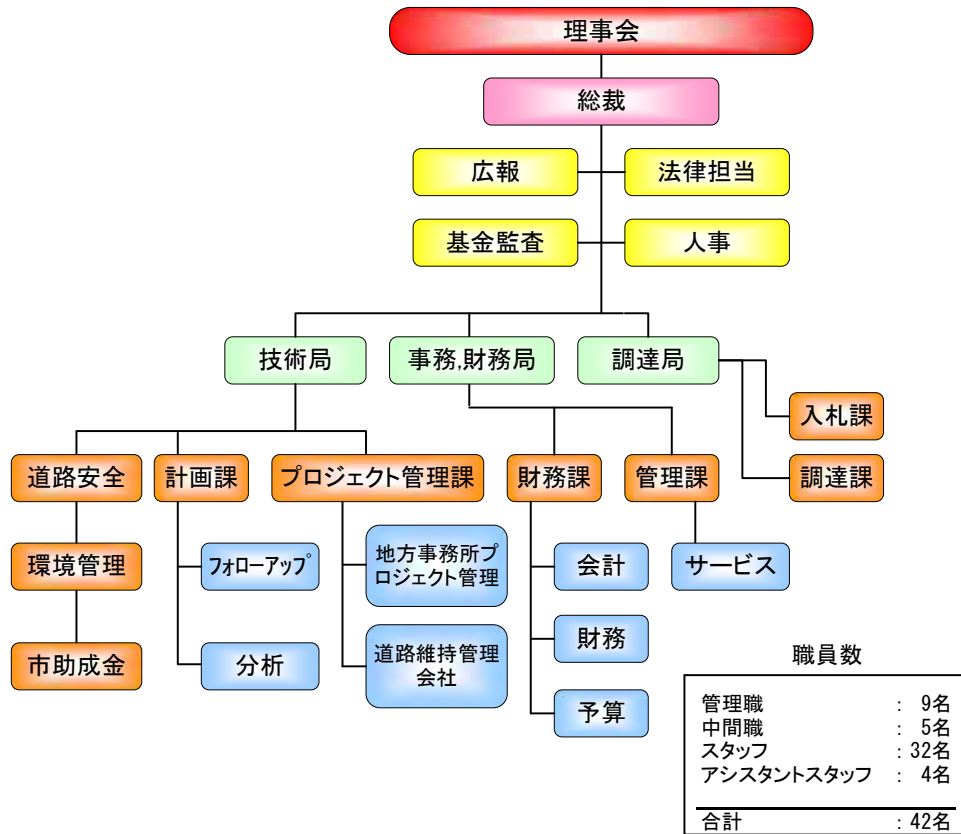 理事会
総裁
広報
法律担当
基金監査
人事
技術局
事務,財務局
調達局
入札課
道路安全
計画課
プロジェクト管理課
財務課
管理課
調達課
環境管理
フォローアップ
地方事務所プ
ロジェクト管理
会計
サービス
市助成金
分析
道路維持管理
会社
財務
予算
職員数
管理職 : 9名
中間職 : 5名
スタッフ : 32名
アシスタントスタッフ : 4名
合計 : 42名